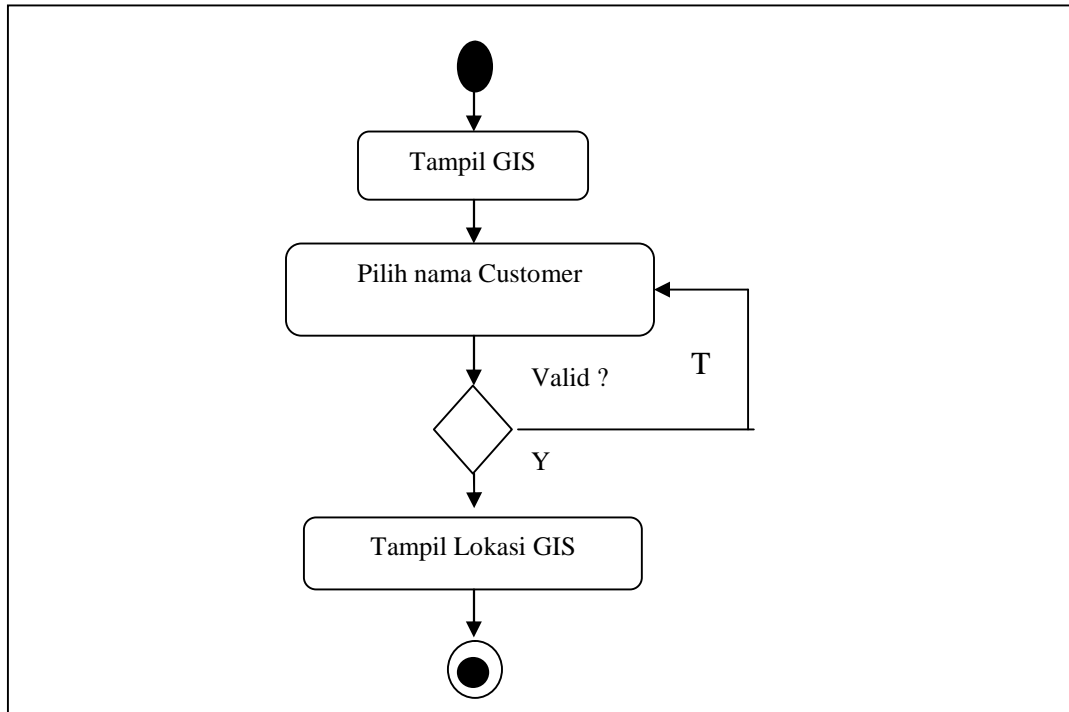 Tampil GIS
Pilih nama Customer
Valid ?
T
Y
Tampil Lokasi GIS